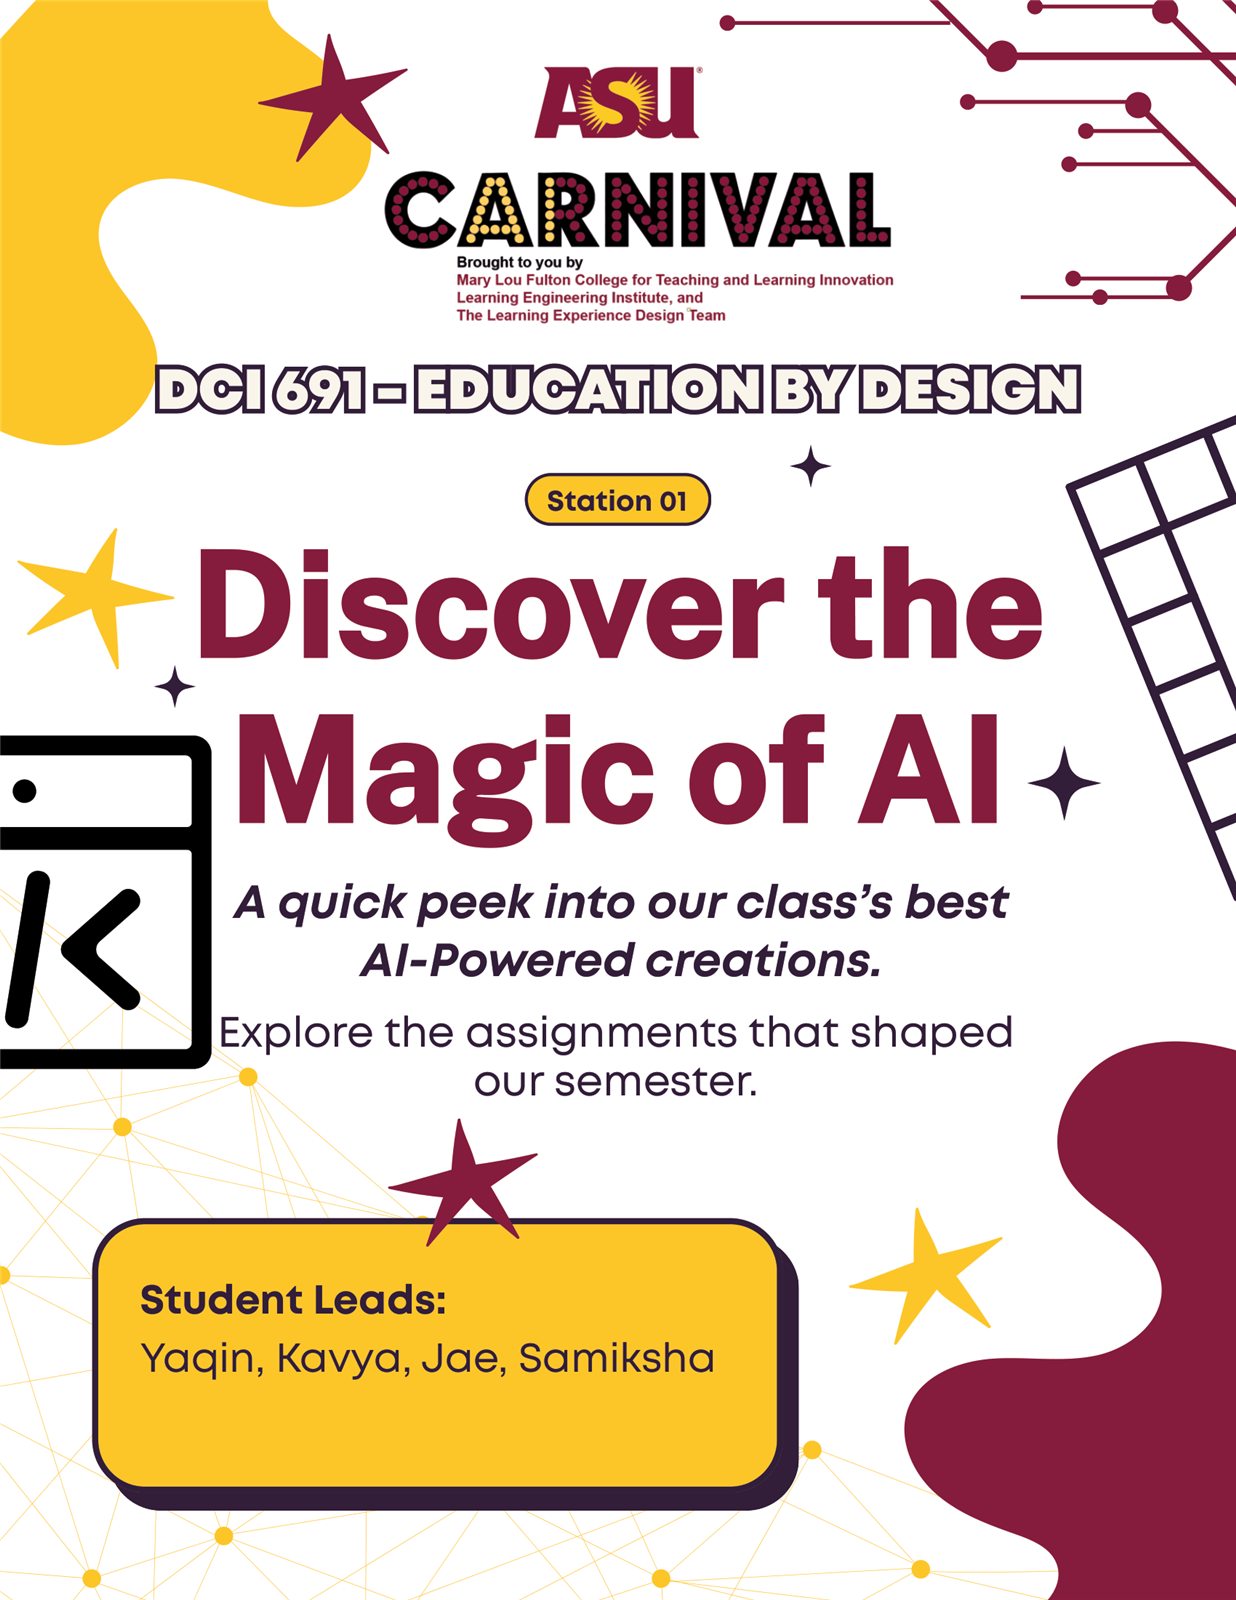 ASU®
CARNIVAL
Brought to you by
Mary Lou Fulton College for Teaching and Learning Innovation
Learning Engineering Institute, and
The Learning Experience Design Team
DCI 691 - EDUCATION BY DESIGN
Station 01
Discover the
Magic of AI
A quick peek into our class’s best
AI-Powered creations.
Explore the assignments that shaped
our semester.
Student Leads:
Yaqin, Kavya, Jae, Samiksha